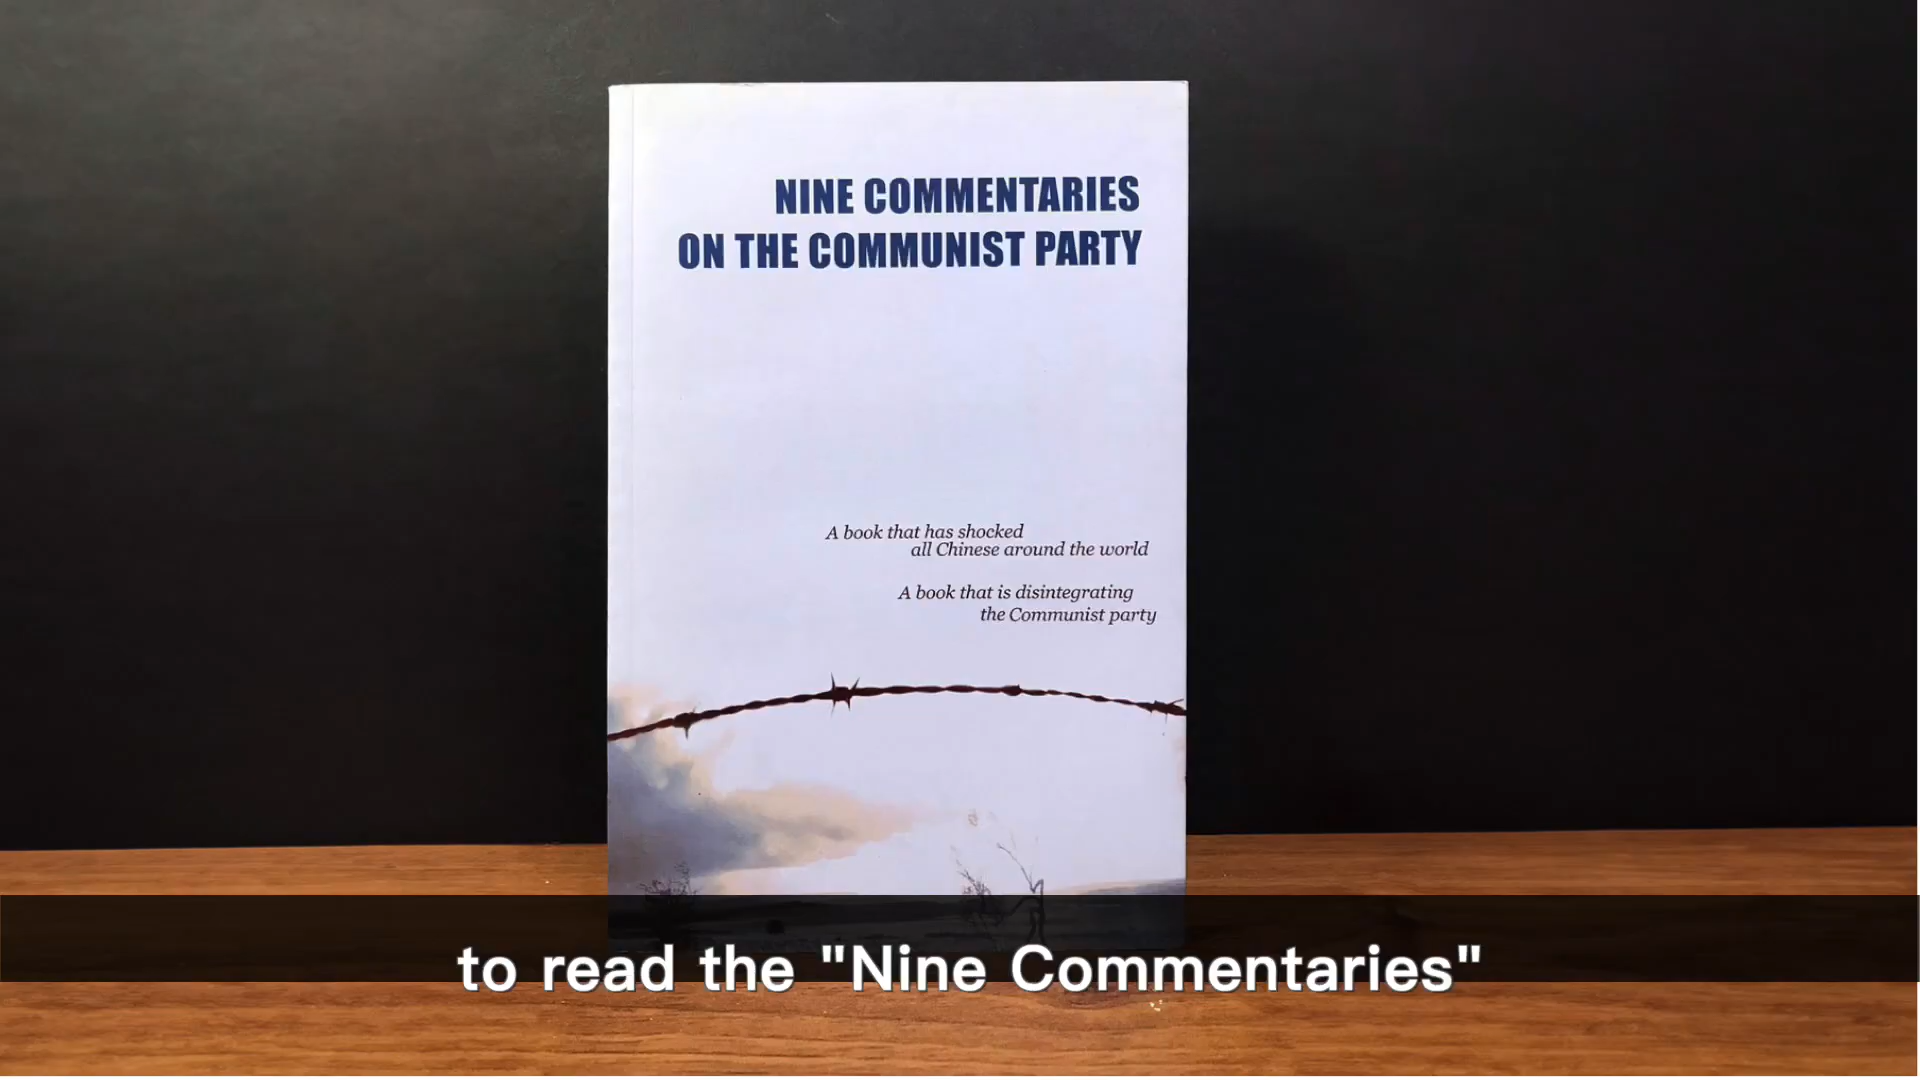 NINE COMMENTARIES
ON THE COMMUNIST PARTY
A book that has shocked
all Chinese around the world
A book that is disintegrating
the Communist party
to read the "Nine Commentaries"